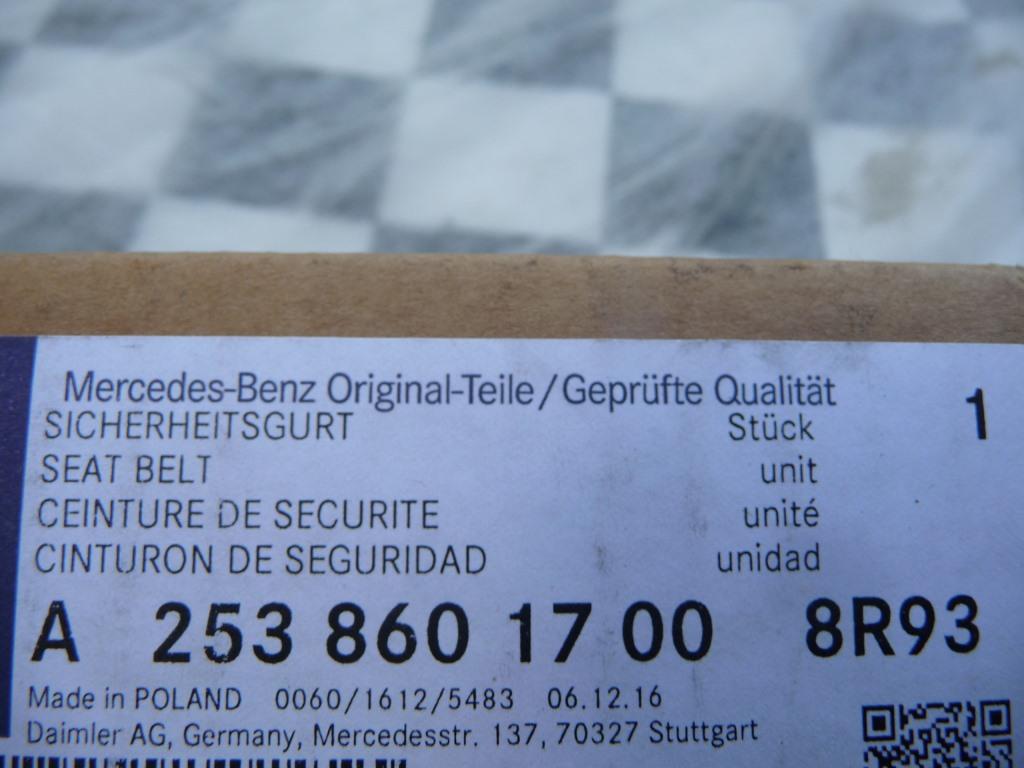 Mercedes-Benz Original-Teile / Geprüfte Qualität 1
SICHERHEITSGURT Stück
SEAT BELT unit
CEINTURE DE SECURITE unité
CINTURON DE SEGURIDAD unidad
A 253 860 17 00 8R93
Made in POLAND 0060/1612/5483 06.12.16
Daimler AG, Germany, Mercedesstr. 137, 70327 Stuttgart